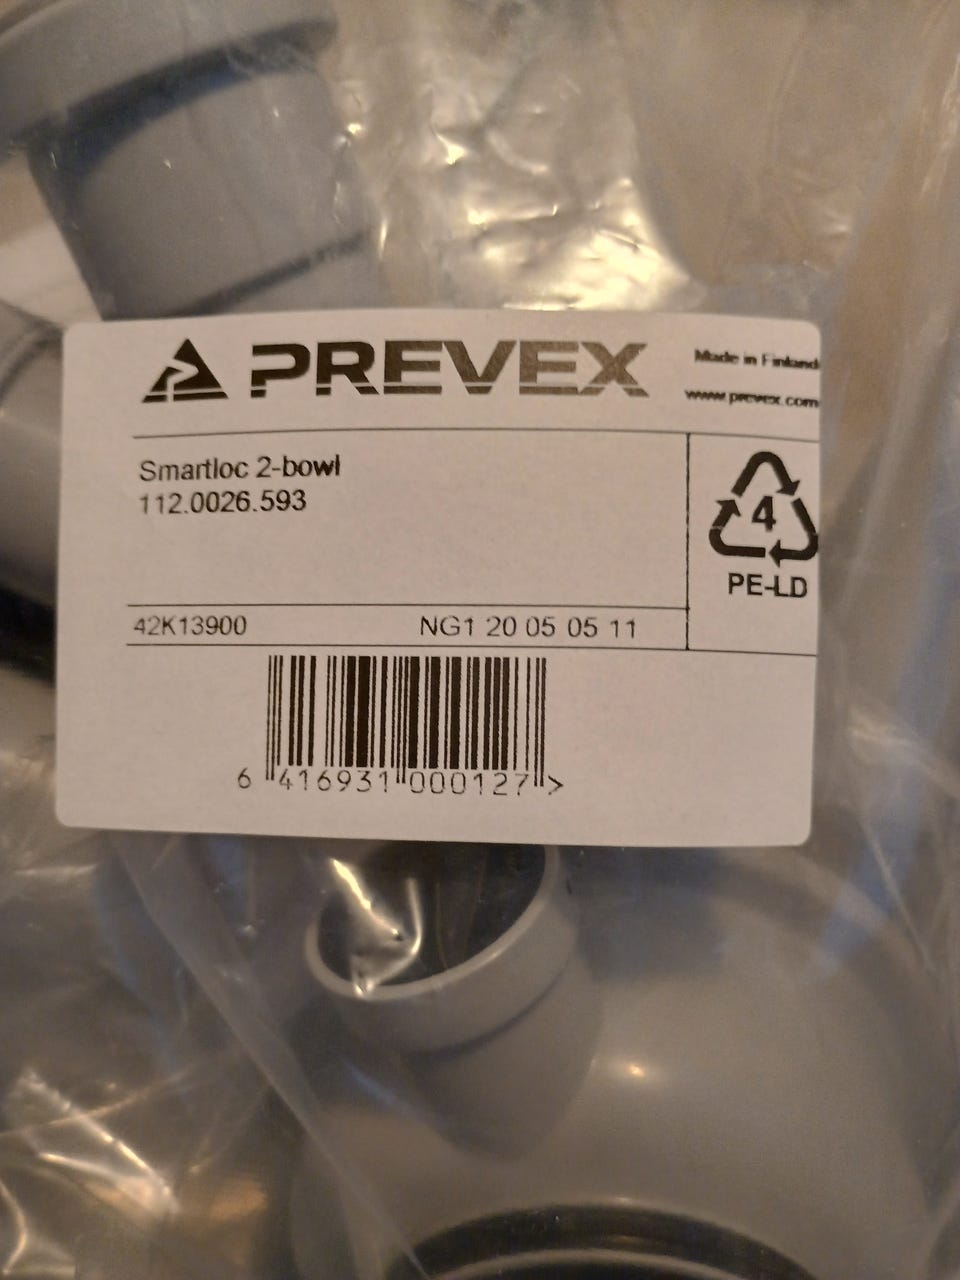 PREVEX
Made in Finland
www.prevex.com
Smartloc 2-bowl
112.0026.593
4
PE-LD
42K13900 NG1 20 05 05 11
6 416931 000127 >